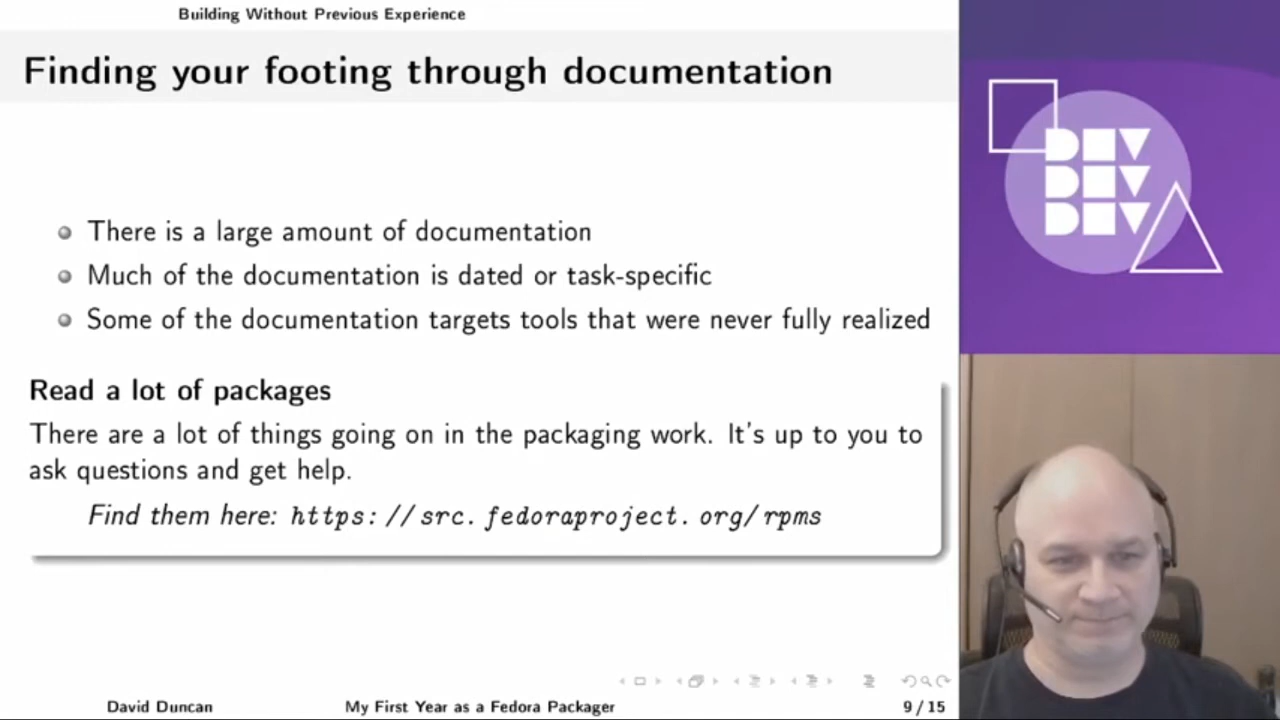 Building Without Previous Experience
Finding your footing through documentation
There is a large amount of documentation
Much of the documentation is dated or task-specific
Some of the documentation targets tools that were never fully realized
Read a lot of packages
There are a lot of things going on in the packaging work. It's up to you to
ask questions and get help.
Find them here: https://src.fedoraproject.org/rpms
David Duncan
My First Year as a Fedora Packager
9 / 15
DEV
DEV
DEV